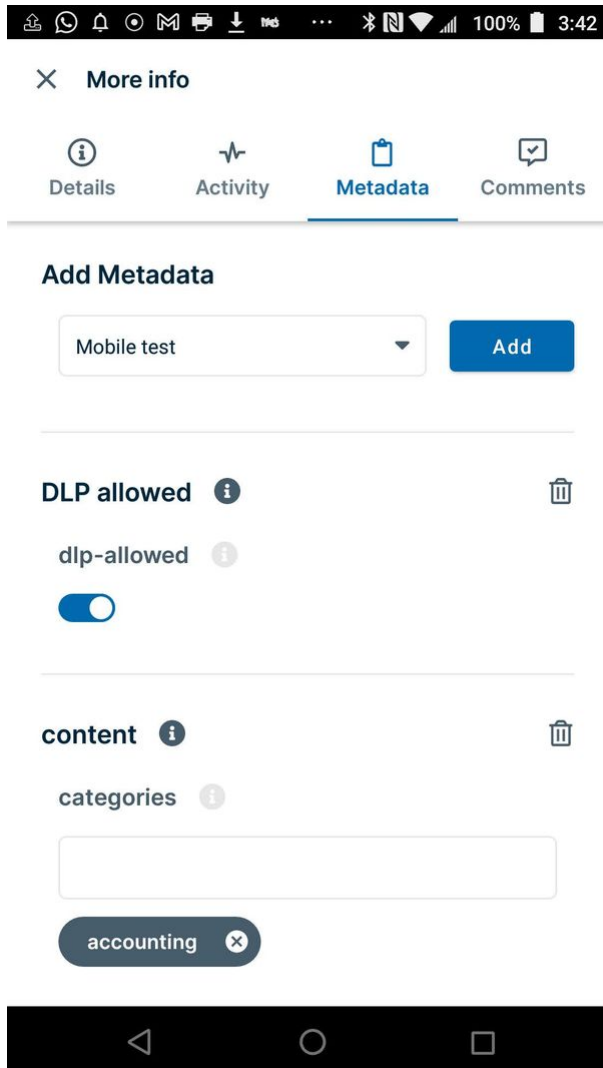 100% 3:42
More info
Details Activity Metadata Comments
Add Metadata
Mobile test Add
DLP allowed
dlp-allowed
content
categories
accounting